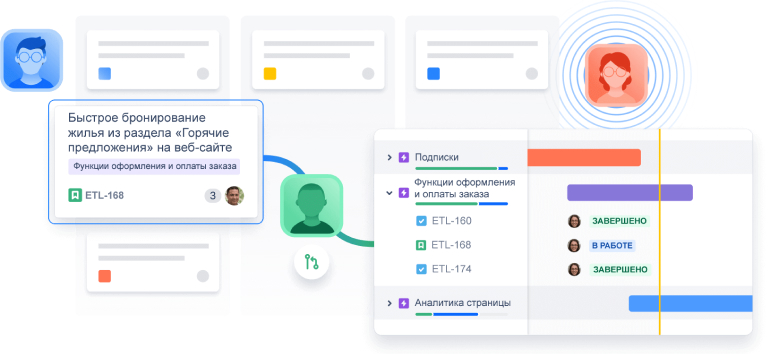 Быстрое бронирование
жилья из раздела «Горячие
предложения» на веб-сайте
Функции оформления и оплаты заказа
ETL-168
3
Подписки
Функции оформления
и оплаты заказа
ETL-160
ЗАВЕРШЕНО
ETL-168
В РАБОТЕ
ETL-174
ЗАВЕРШЕНО
Аналитика страницы